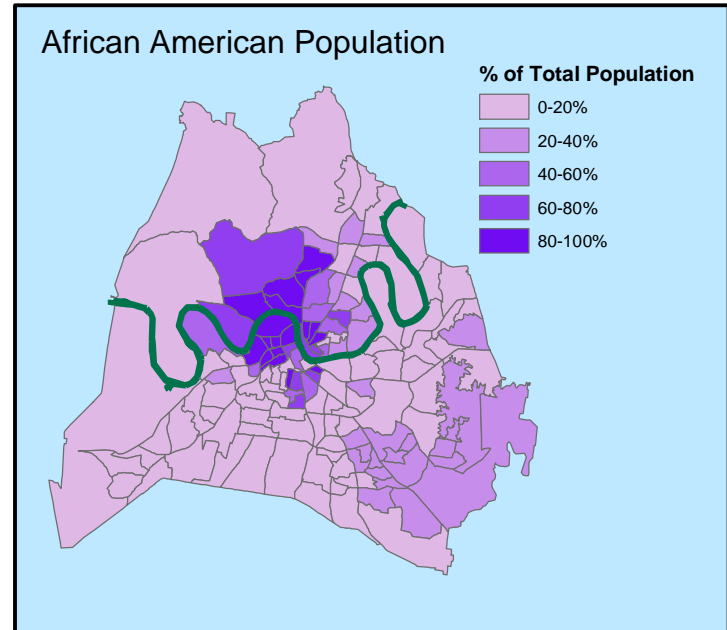 African American Population
% of Total Population
0-20%
20-40%
40-60%
60-80%
80-100%